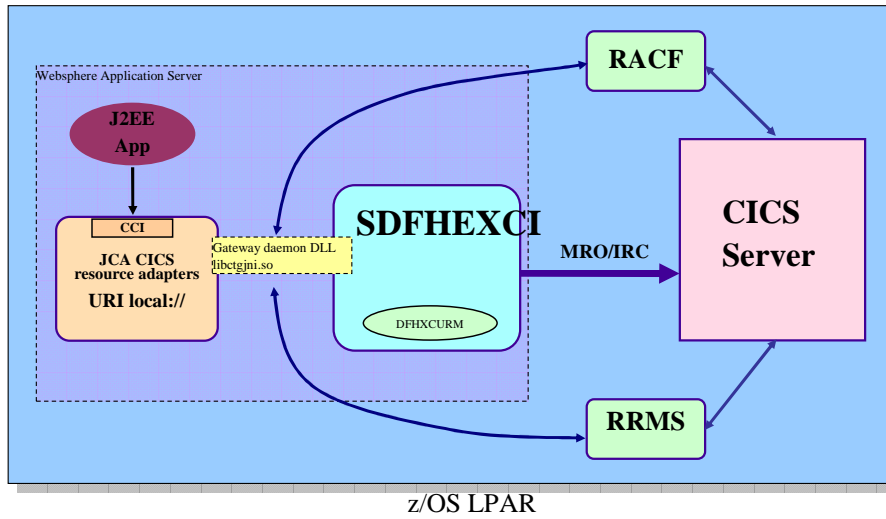 RACF
Websphere Application Server
J2EE
App
CCI
JCA CICS
resource adapters
URI local://
Gateway daemon DLL
libctgjni.so
SDFHEXCI
DFHXCURM
MRO/IRC
CICS
Server
RRMS
z/OS LPAR